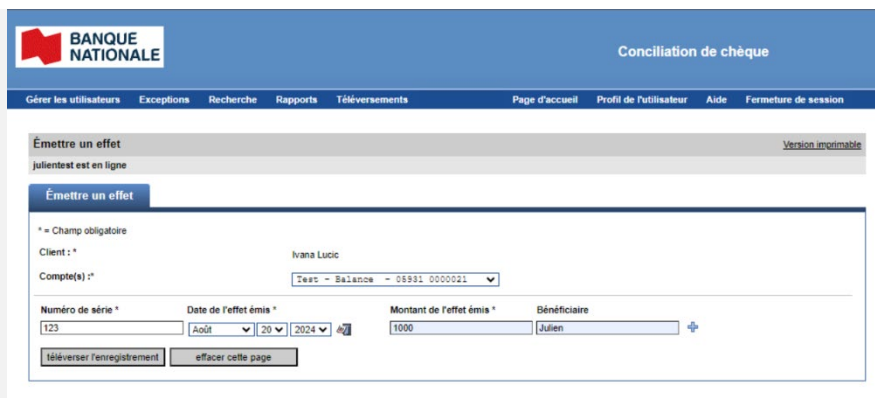 BANQUE
NATIONALE
Conciliation de chèque
Gérer les utilisateurs Exceptions Recherche Rapports Téléversements Page d'accueil Profil de l'utilisateur Aide Fermeture de session
Émettre un effet Version imprimable
julientest est en ligne
Émettre un effet
* = Champ obligatoire
Client : * Ivana Lucic
Compte(s) :* Test - Balance - 05931 0000021
Numéro de série * Date de l'effet émis * Montant de l'effet émis * Bénéficiaire
123 Août 20 2024 1000 Julien
téléverser l'enregistrement effacer cette page